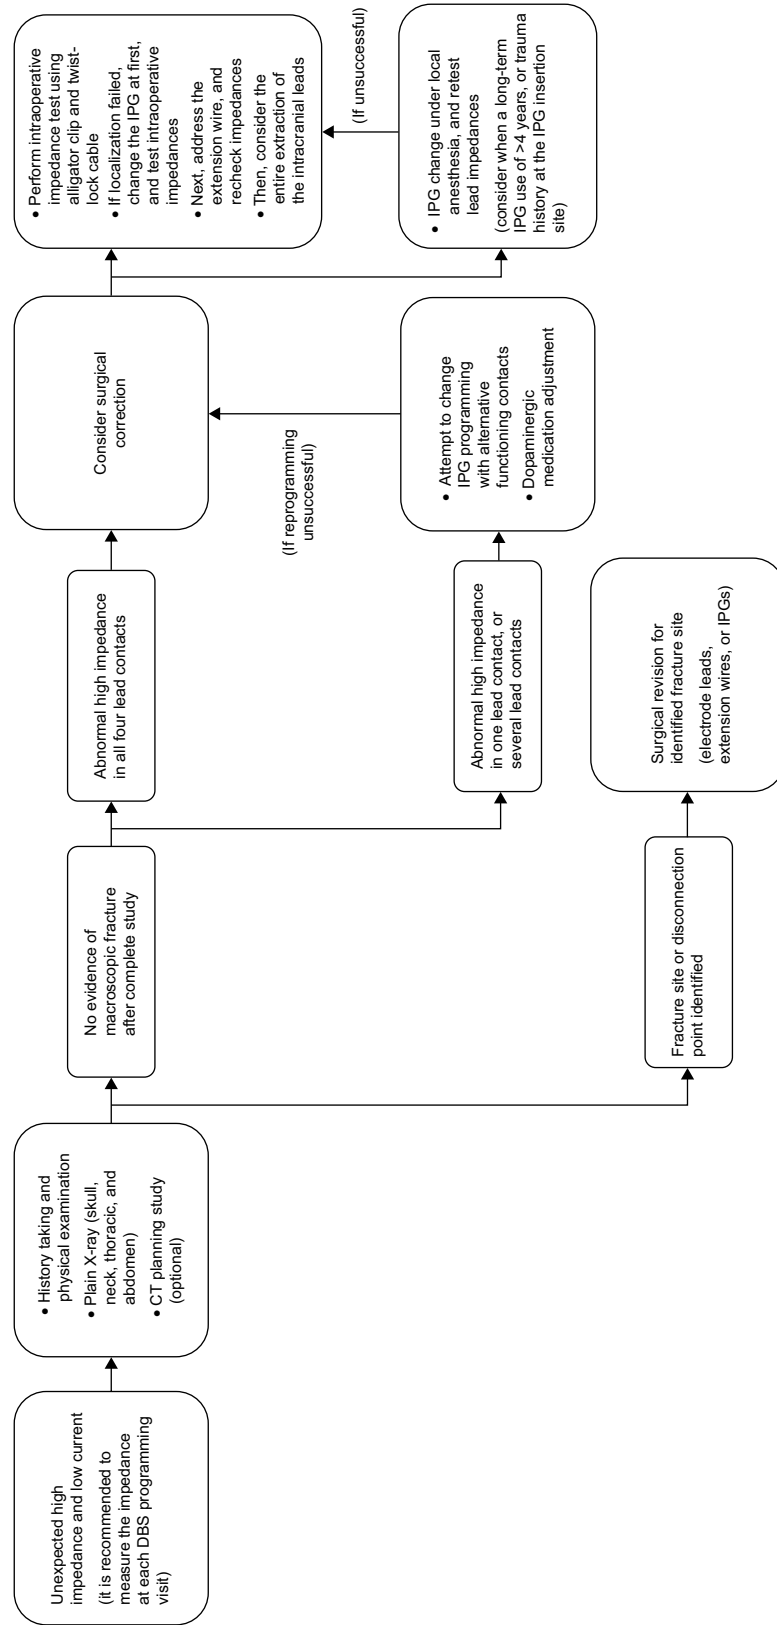 Unexpected high
impedance and low current
(it is recommended to
measure the impedance
at each DBS programming
visit)
• History taking and
physical examination
• Plain X-ray (skull,
neck, thoracic, and
abdomen)
• CT planning study
(optional)
No evidence of
macroscopic fracture
after complete study
Fracture site or disconnection
point identified
Abnormal high impedance
in all four lead contacts
Abnormal high impedance
in one lead contact, or
several lead contacts
Surgical revision for
identified fracture site
(electrode leads,
extension wires, or IPGs)
Consider surgical
correction
(If reprogramming
unsuccessful)
• Attempt to change
IPG programming
with alternative
functioning contacts
• Dopaminergic
medication adjustment
• Perform intraoperative
impedance test using
alligator clip and twist-
lock cable
• If localization failed,
change the IPG at first,
and test intraoperative
impedances
• Next, address the
extension wire, and
recheck impedances
• Then, consider the
entire extraction of
the intracranial leads
(If unsuccessful)
• IPG change under local
anesthesia, and retest
lead impedances
(consider when a long-term
IPG use of >4 years, or trauma
history at the IPG insertion
site)